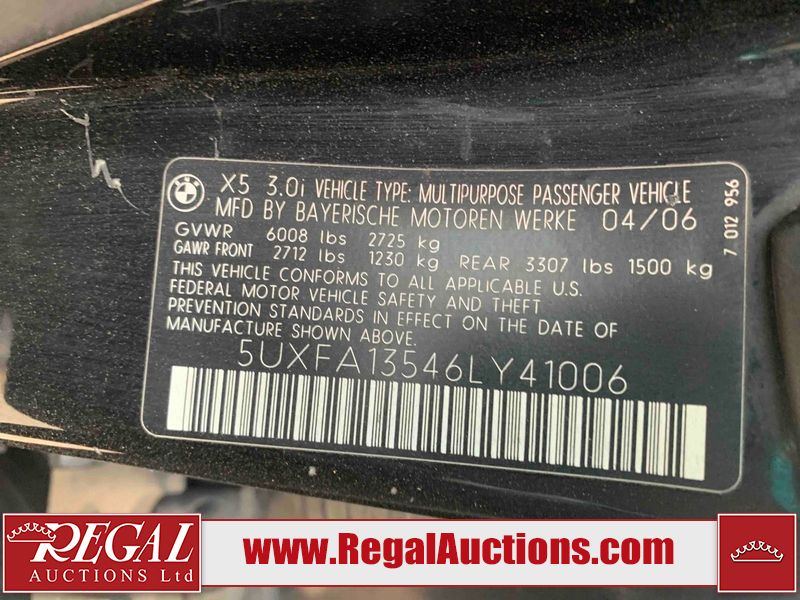 X5 3.0i VEHICLE TYPE: MULTIPURPOSE PASSENGER VEHICLE
MFD BY BAYERISCHE MOTOREN WERKE 04/06
GVWR 6008 lbs 2725 kg
GAWR FRONT 2712 lbs 1230 kg REAR 3307 lbs 1500 kg
THIS VEHICLE CONFORMS TO ALL APPLICABLE U.S.
FEDERAL MOTOR VEHICLE SAFETY AND THEFT
PREVENTION STANDARDS IN EFFECT ON THE DATE OF
MANUFACTURE SHOWN ABOVE.
5UXFA13546LY41006
7 012 956
REGAL
AUCTIONS Ltd
www.RegalAuctions.com